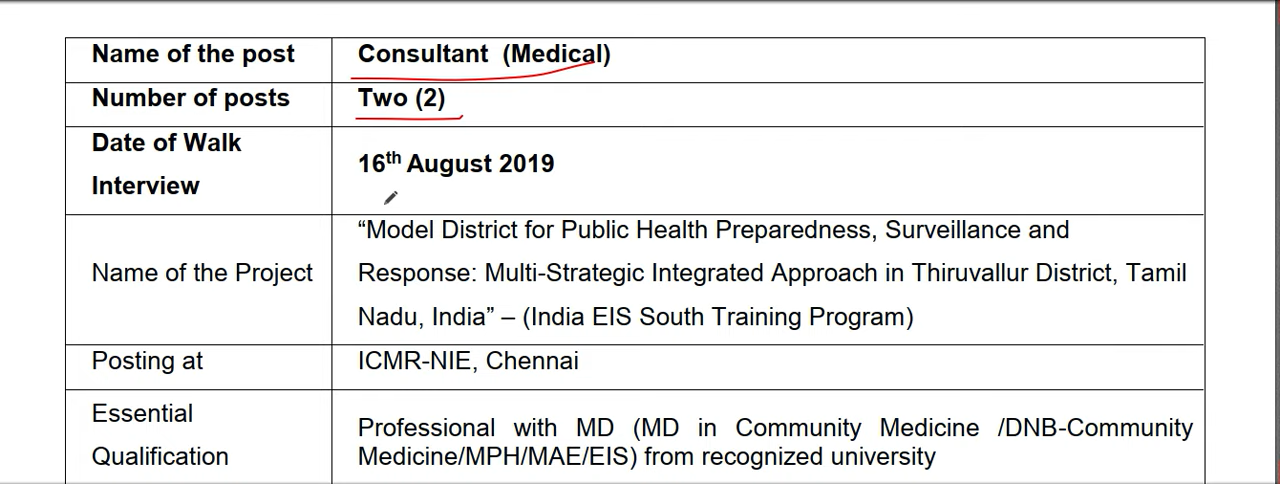 Name of the post Consultant (Medical)
Number of posts Two (2)
Date of Walk
Interview
16th August 2019
Name of the Project
“Model District for Public Health Preparedness, Surveillance and
Response: Multi-Strategic Integrated Approach in Thiruvallur District, Tamil
Nadu, India” – (India EIS South Training Program)
Posting at ICMR-NIE, Chennai
Essential
Qualification
Professional with MD (MD in Community Medicine /DNB-Community
Medicine/MPH/MAE/EIS) from recognized university